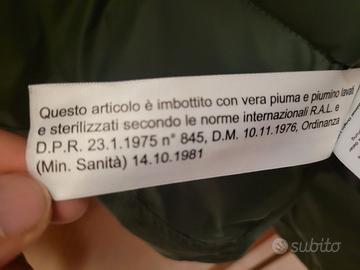 Questo articolo è imbottito con vera piuma e piumino lavati
e sterilizzati secondo le norme internazionali R.A.L. e
D.P.R. 23.1.1975 n° 845, D.M. 10.11.1976, Ordinanza
(Min. Sanità) 14.10.1981
subito